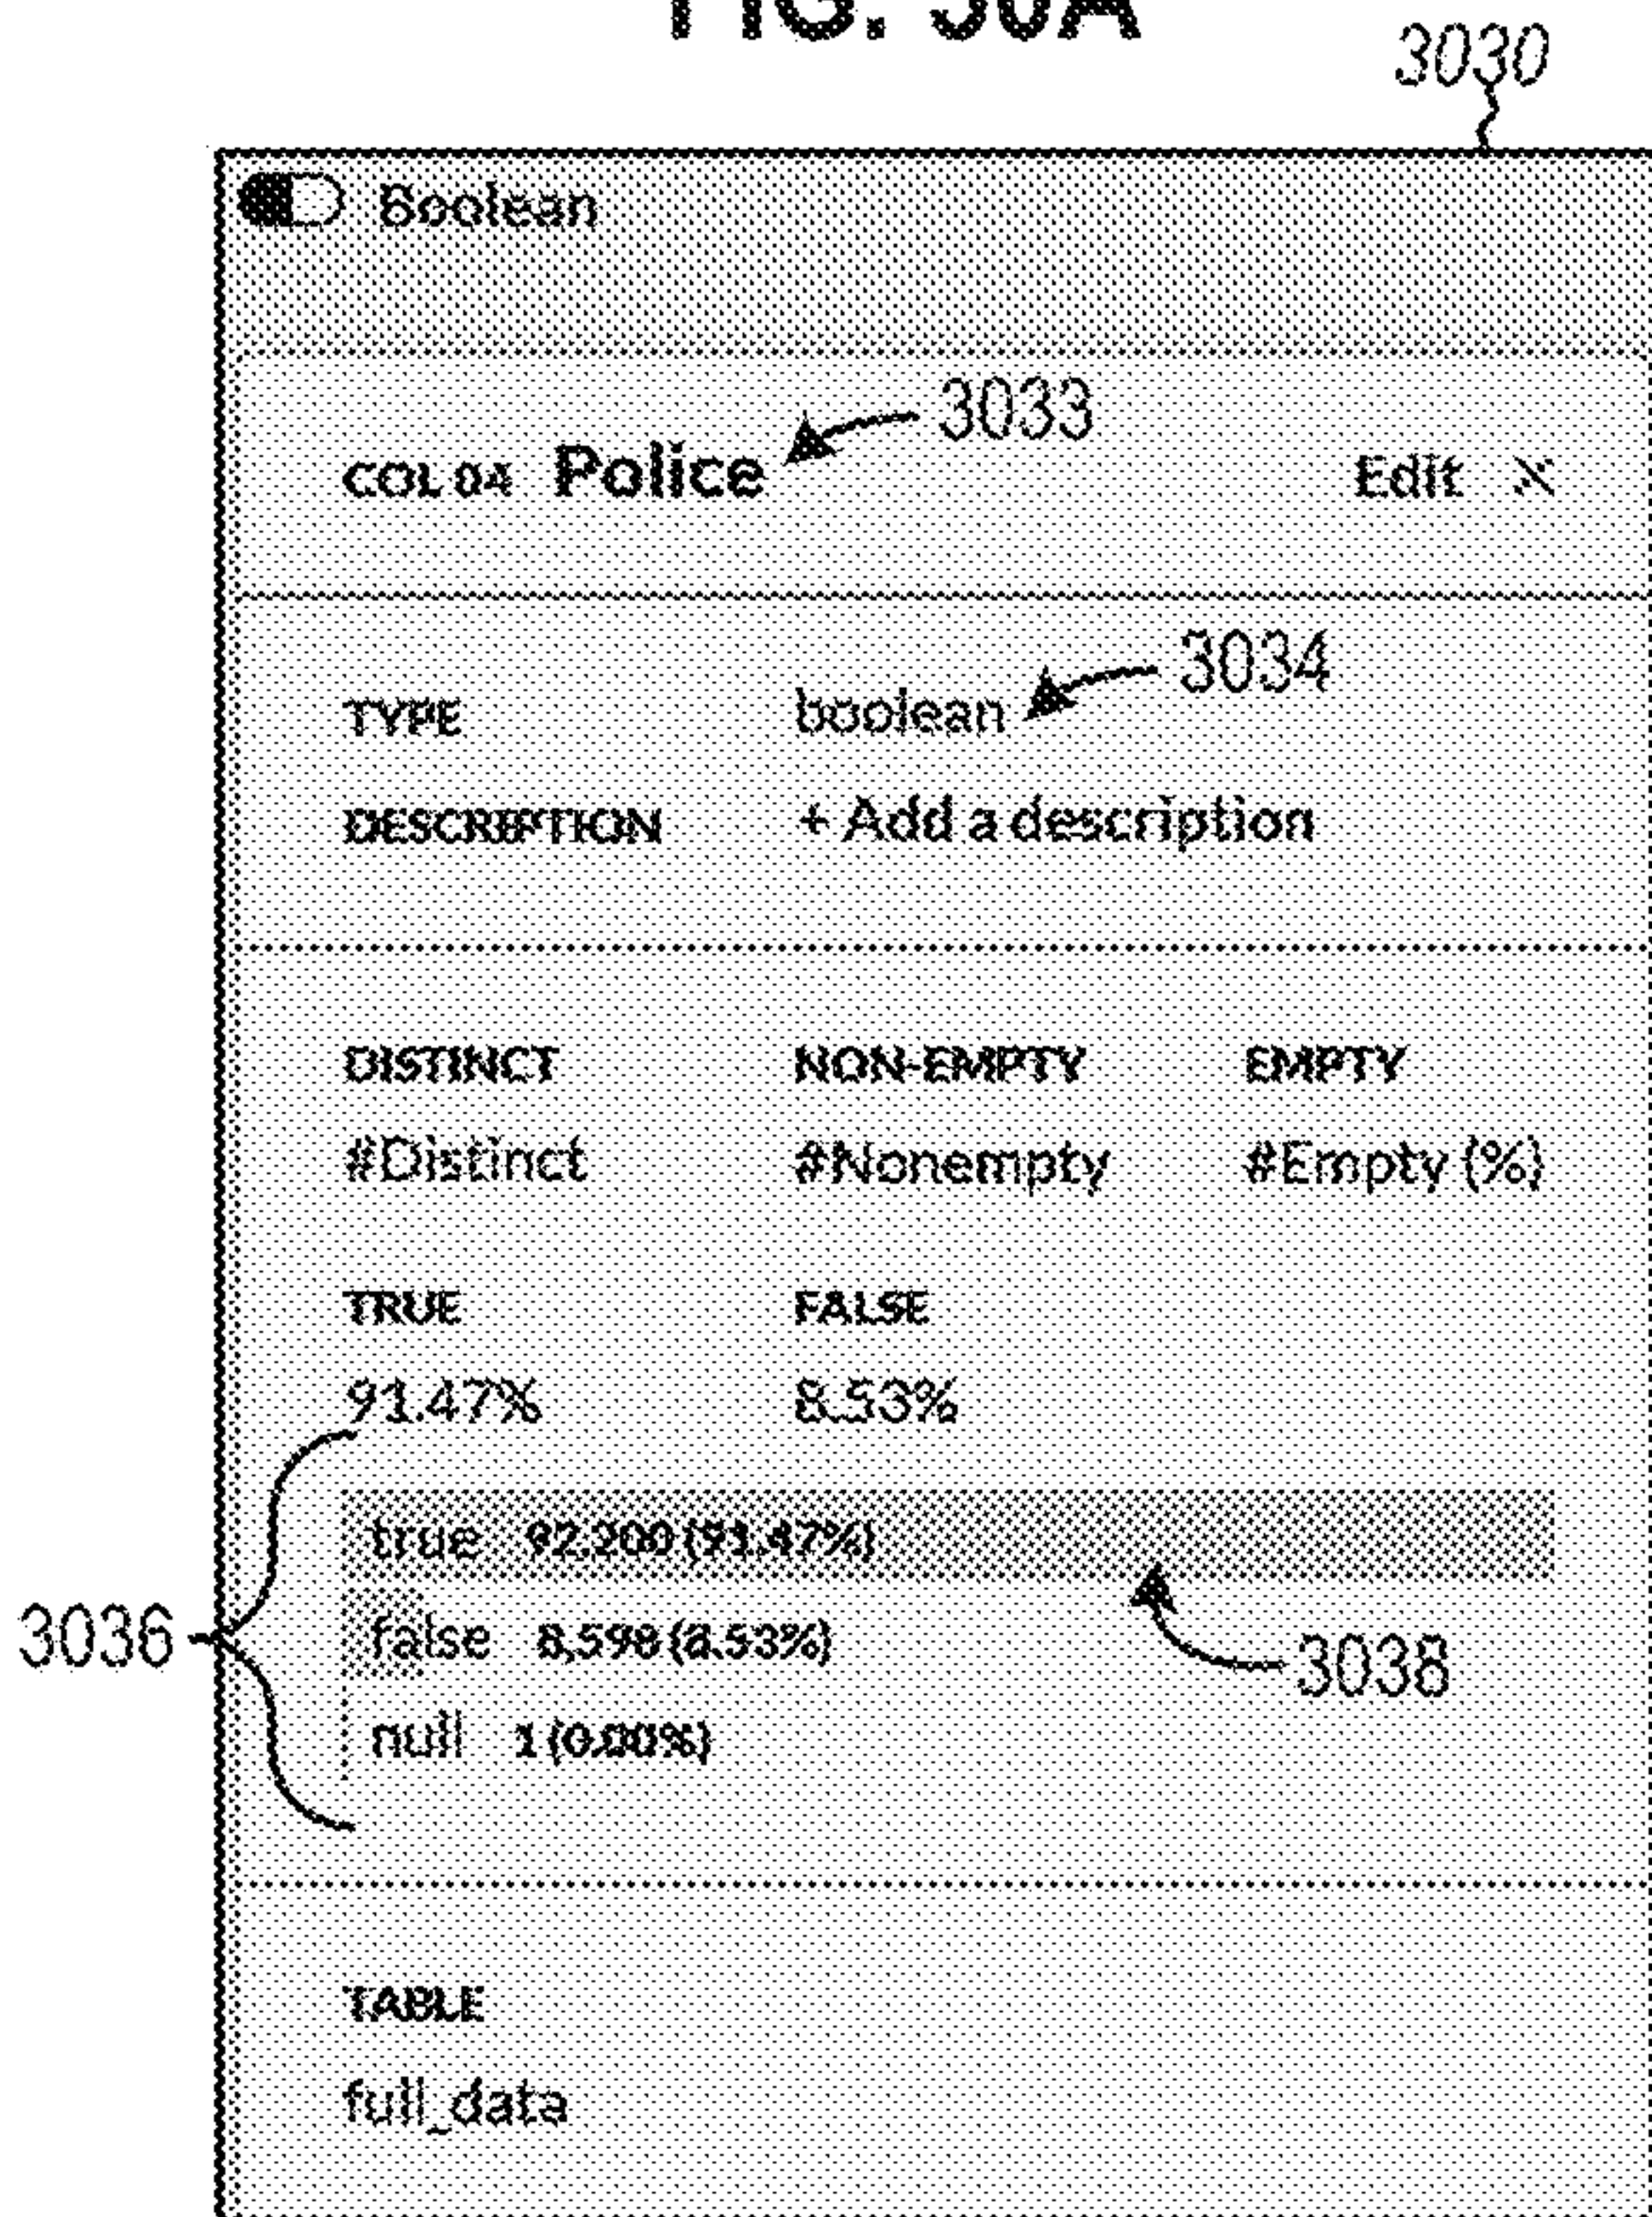 FIG. 30A
3030
Boolean
3033
COL 04 Police Edit X
3034
TYPE boolean
DESCRIPTION + Add a description
DISTINCT NON-EMPTY EMPTY
#Distinct #Nonempty #Empty (%)
TRUE FALSE
91.47% 8.53%
true 92,200 (91.47%)
false 8,598 (8.53%)
3036
3038
null 1 (0.00%)
TABLE
full_data